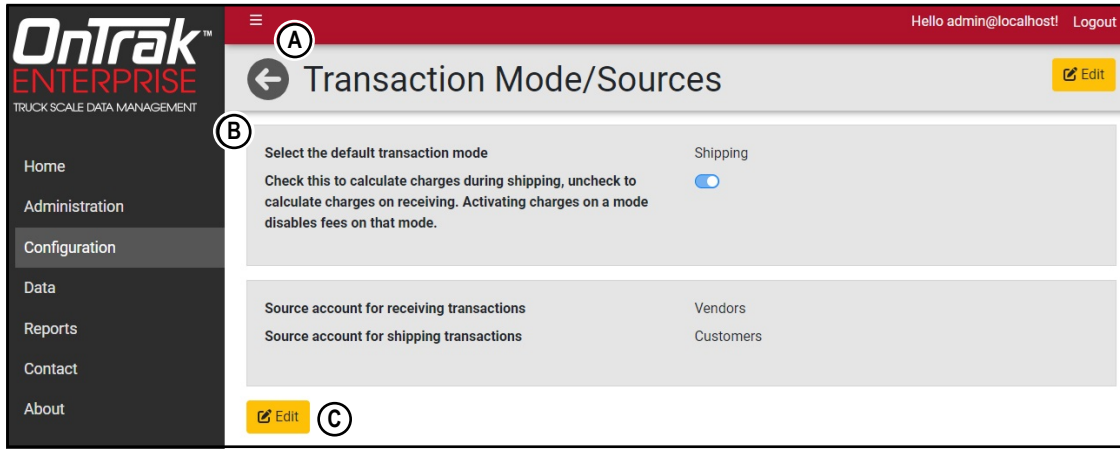 OnTrak™
ENTERPRISE
TRUCK SCALE DATA MANAGEMENT
Home
Administration
Configuration
Data
Reports
Contact
About
Hello admin@localhost! Logout
A
Transaction Mode/Sources
Edit
B
Select the default transaction mode Shipping
Check this to calculate charges during shipping, uncheck to
calculate charges on receiving. Activating charges on a mode
disables fees on that mode.
Source account for receiving transactions Vendors
Source account for shipping transactions Customers
Edit
C